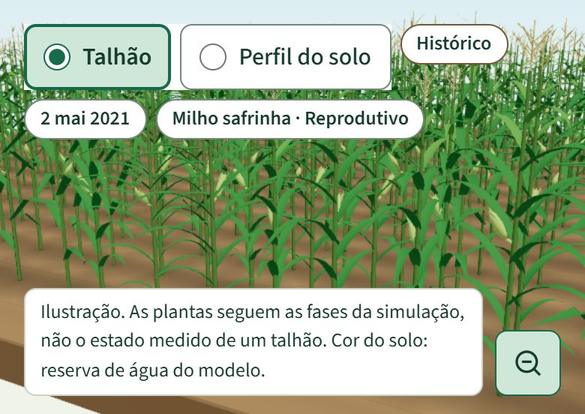 Talhão
Perfil do solo
Histórico
2 mai 2021
Milho safrinha · Reprodutivo
Ilustração. As plantas seguem as fases da simulação,
não o estado medido de um talhão. Cor do solo:
reserva de água do modelo.